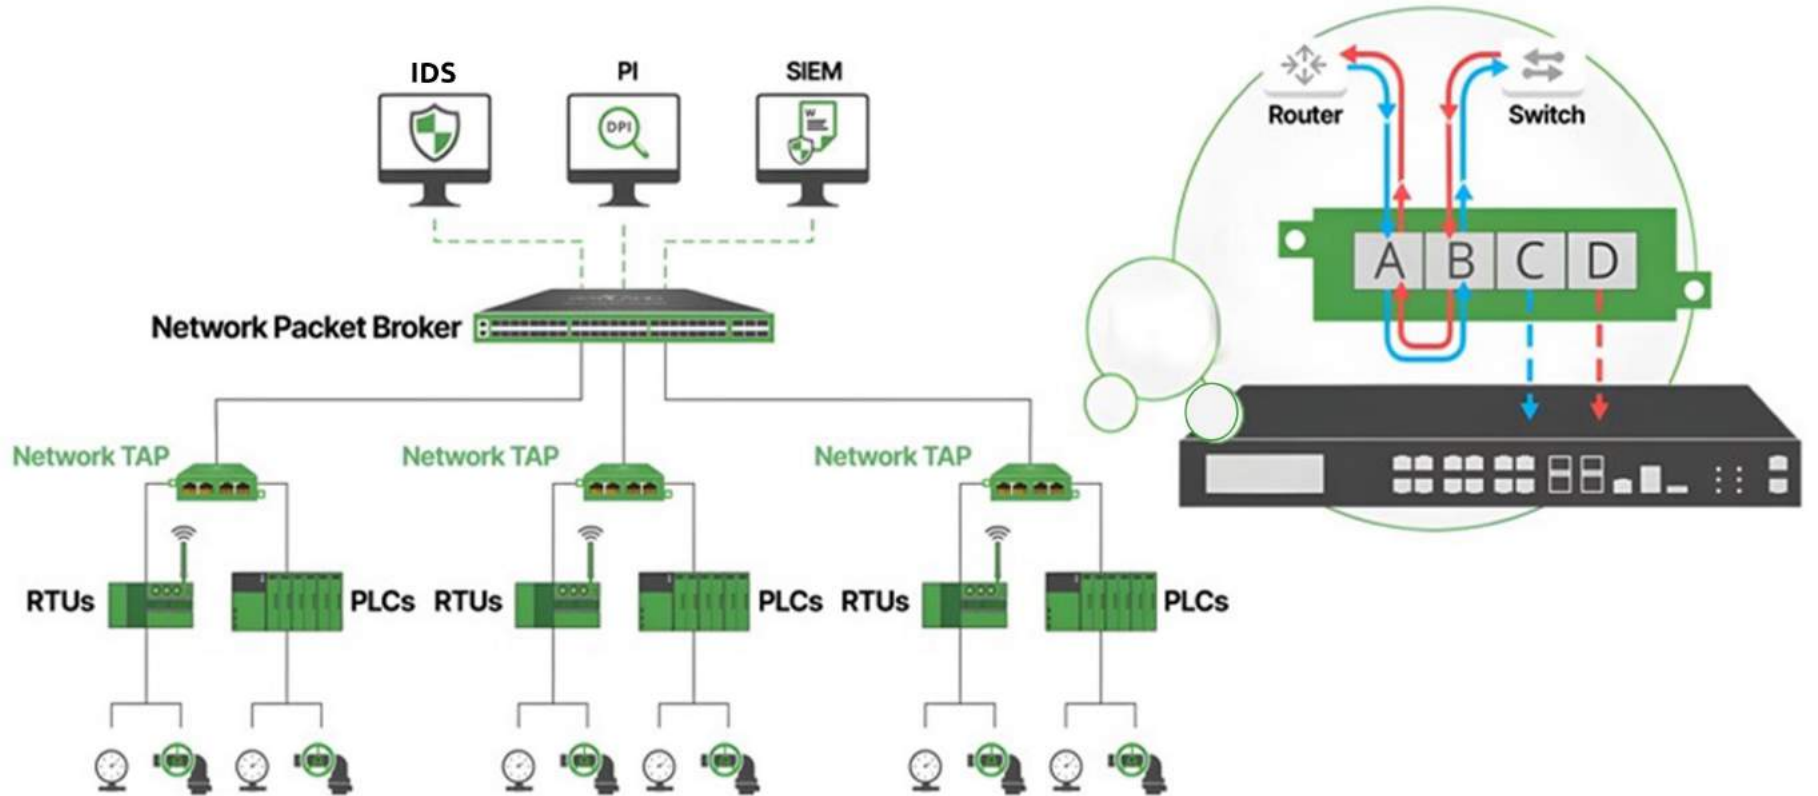 IDS
PI
SIEM
DPI
W
Router
Switch
A B C D
Network Packet Broker
Network TAP
Network TAP
Network TAP
RTUs
PLCs
RTUs
PLCs
RTUs
PLCs